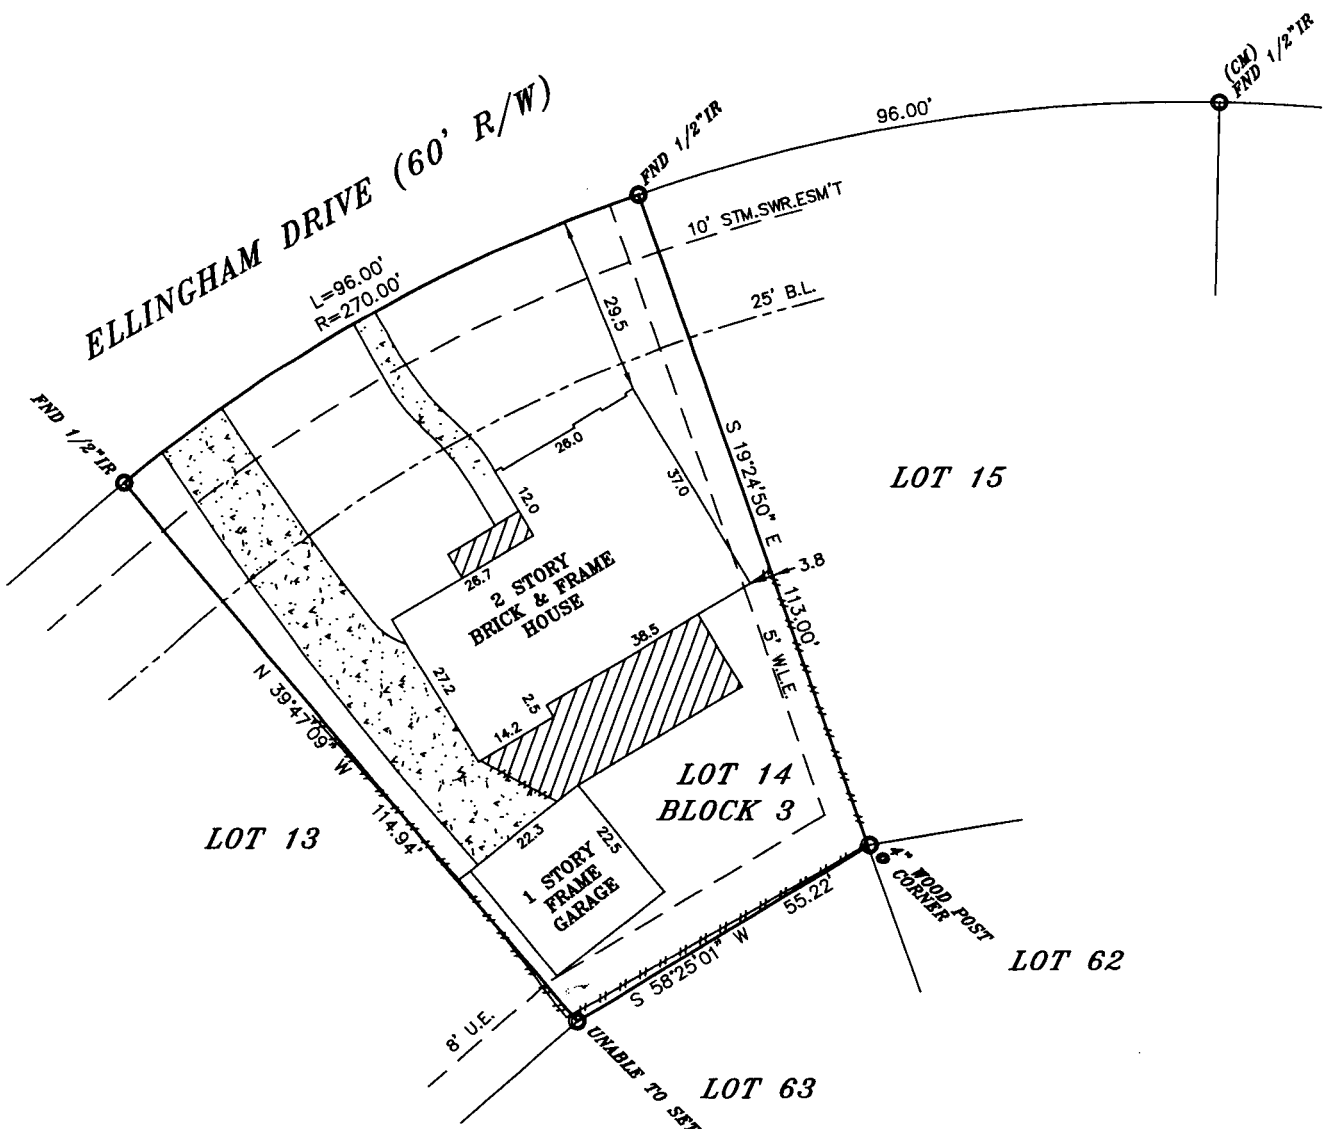 (CM)
FND 1/2"IR
96.00'
FND 1/2"IR
ELLINGHAM DRIVE (60' R/W)
10' STM.SWR.ESM'T
L=96.00'
R=270.00'
25' B.L.
29.5
FND 1/2"IR
26.0
37.0
S 19°24'50" E
113.00'
LOT 15
12.0
3.8
26.7
2 STORY
BRICK & FRAME
HOUSE
38.5
5' W.L.E.
27.2
2.5
14.2
N 39°47'09" W
114.94'
LOT 14
BLOCK 3
LOT 13
22.3
22.5
1 STORY
FRAME
GARAGE
4" WOOD POST
@ CORNER
55.22'
S 58°25'01" W
LOT 62
8' U.E.
UNABLE TO SET
LOT 63